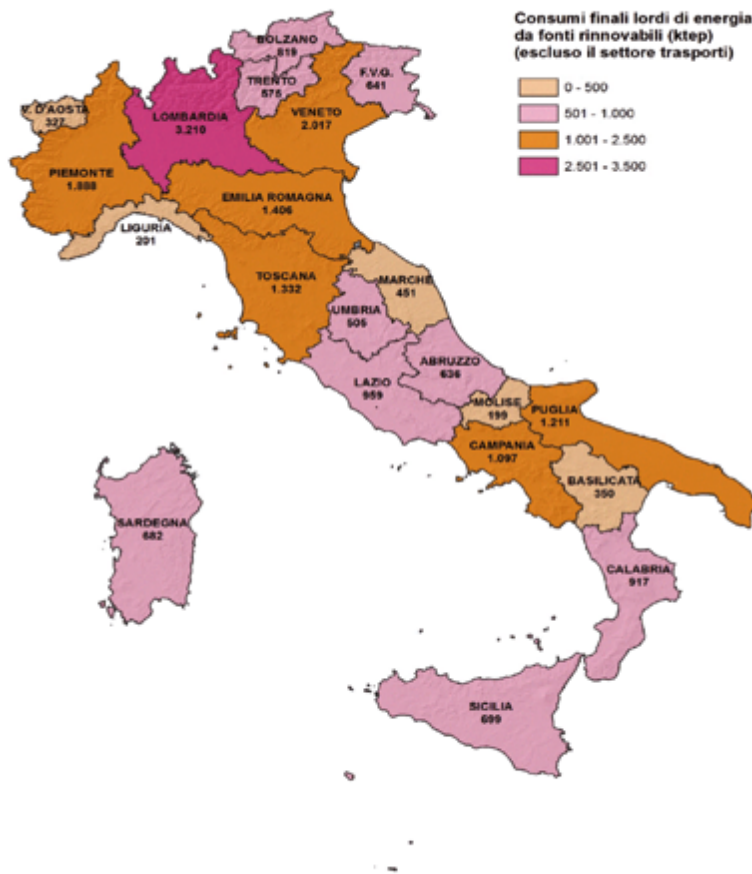 Consumi finali lordi di energia
da fonti rinnovabili (ktep)
(escluso il settore trasporti)
0 - 500
501 - 1.000
1.001 - 2.500
2.501 - 3.500
BOLZANO
819
TRENTO
575
F.V.G.
641
V. D'AOSTA
327
LOMBARDIA
3.210
VENETO
2.017
PIEMONTE
1.888
EMILIA ROMAGNA
1.406
LIGURIA
201
TOSCANA
1.332
MARCHE
451
UMBRIA
505
ABRUZZO
636
LAZIO
959
MOLISE
199
PUGLIA
1.211
CAMPANIA
1.097
BASILICATA
350
SARDEGNA
682
CALABRIA
917
SICILIA
699